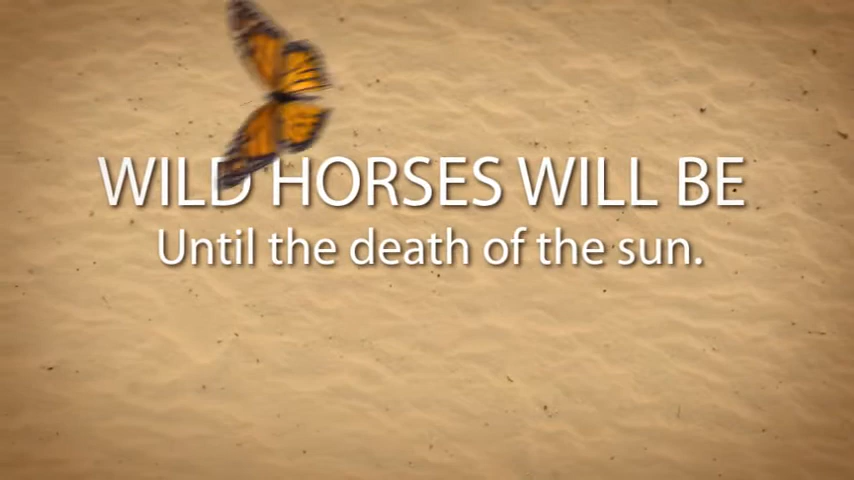 WILD HORSES WILL BE
Until the death of the sun.